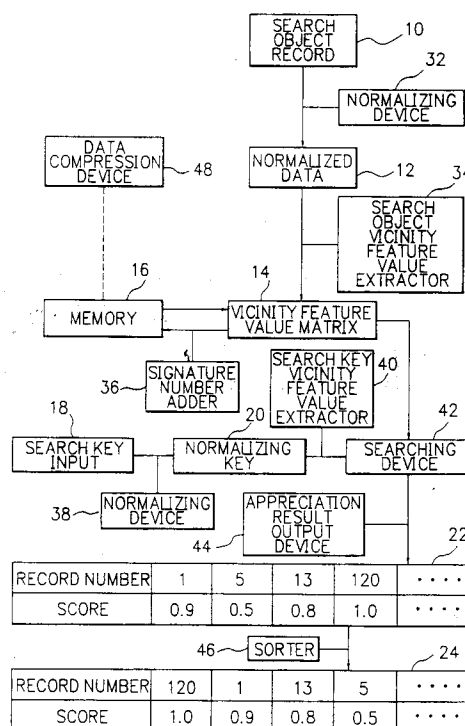 SEARCH
OBJECT
RECORD
10
32
NORMALIZING
DEVICE
DATA
COMPRESSION
DEVICE
48
NORMALIZED
DATA
12
34
SEARCH
OBJECT
VICINITY
FEATURE
VALUE
EXTRACTOR
16
14
MEMORY
VICINITY FEATURE
VALUE MATRIX
36
SIGNATURE
NUMBER
ADDER
SEARCH KEY
VICINITY
FEATURE
VALUE
EXTRACTOR
40
18
20
42
SEARCH KEY
INPUT
NORMALIZING
KEY
SEARCHING
DEVICE
38
NORMALIZING
DEVICE
44
APPRECIATION
RESULT
OUTPUT
DEVICE
22
RECORD NUMBER 1 5 13 120 ....
SCORE 0.9 0.5 0.8 1.0 ....
46
SORTER
24
RECORD NUMBER 120 1 13 5 ....
SCORE 1.0 0.9 0.8 0.5 ....